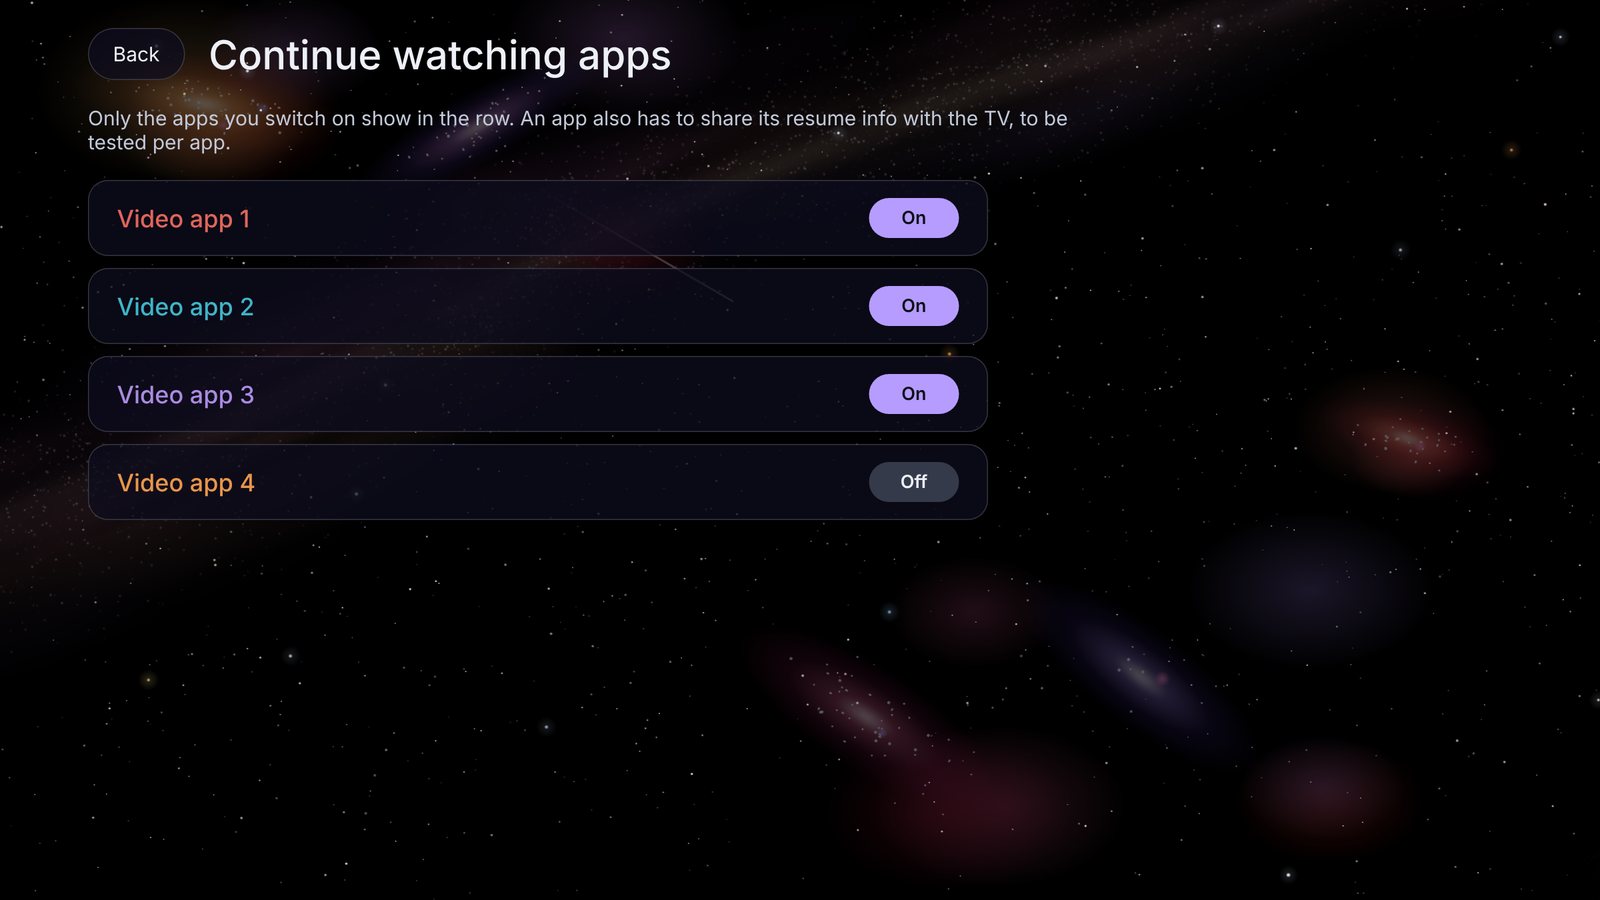 Back
Continue watching apps
Only the apps you switch on show in the row. An app also has to share its resume info with the TV, to be
tested per app.
Video app 1
On
Video app 2
On
Video app 3
On
Video app 4
Off